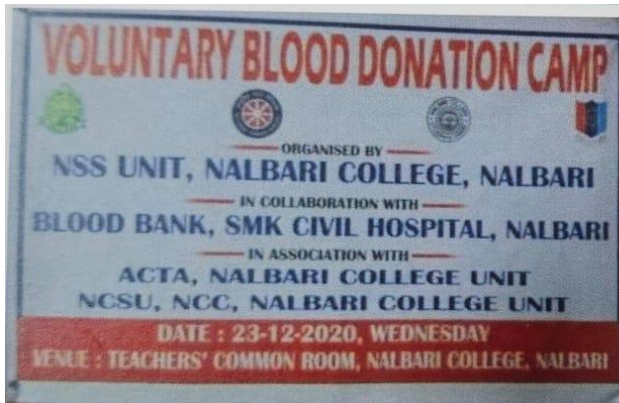 VOLUNTARY BLOOD DONATION CAMP
ORGANISED BY
NSS UNIT, NALBARI COLLEGE, NALBARI
IN COLLABORATION WITH
BLOOD BANK, SMK CIVIL HOSPITAL, NALBARI
IN ASSOCIATION WITH
ACTA, NALBARI COLLEGE UNIT
NCSU, NCC, NALBARI COLLEGE UNIT
DATE : 23-12-2020, WEDNESDAY
VENUE : TEACHERS' COMMON ROOM, NALBARI COLLEGE, NALBARI